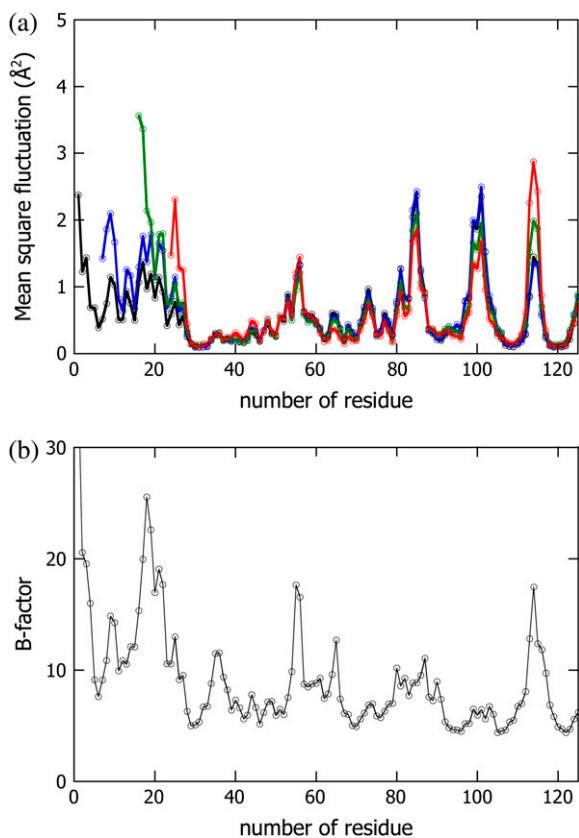 (a)
Mean square fluctuation (Å²)
5
4
3
2
1
0
0 20 40 60 80 100 120
number of residue
(b)
B-factor
30
20
10
0
0 20 40 60 80 100 120
number of residue